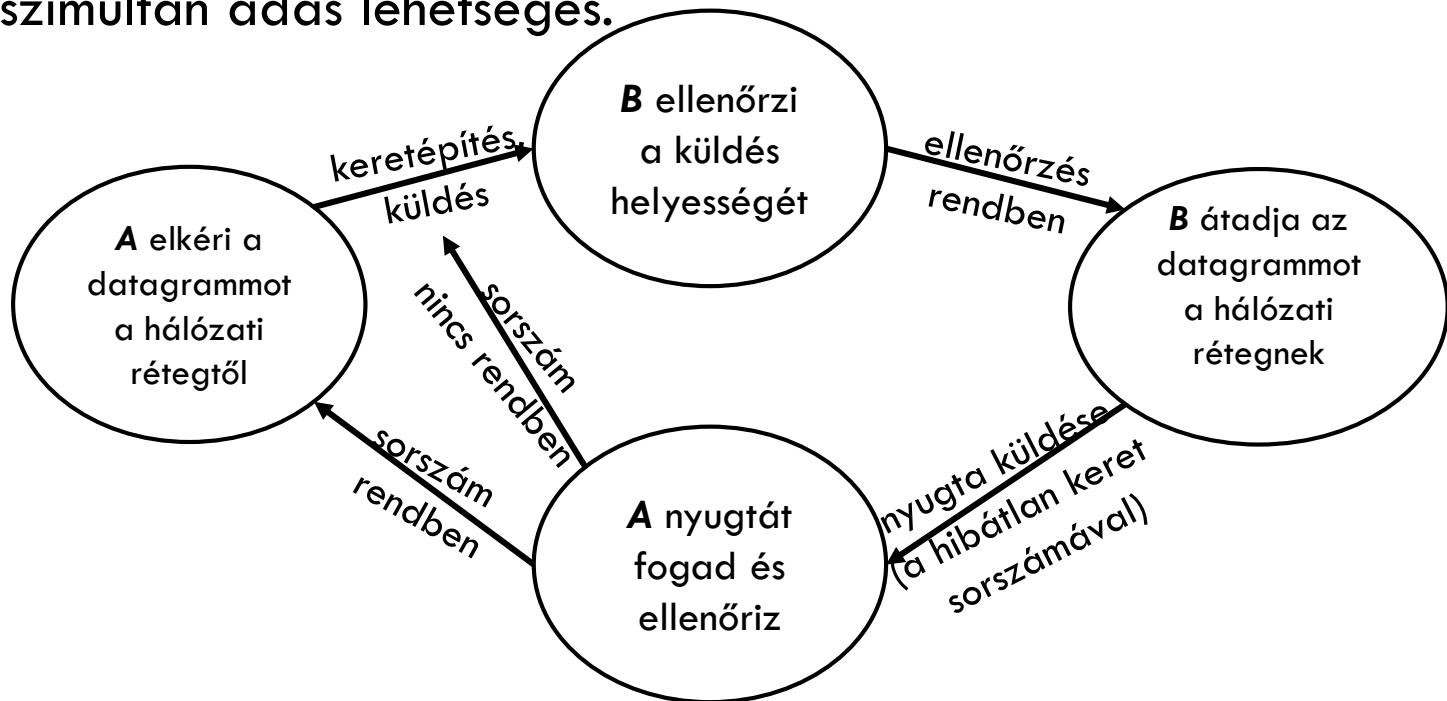 szimultán adás lehetséges.
B ellenőrzi
a küldés
helyességét
keretépítés,
küldés
ellenőrzés
rendben
A elkéri a
datagrammot
a hálózati
rétegtől
B átadja az
datagrammot
a hálózati
rétegnek
sorszám
nincs rendben
sorszám
rendben
nyugta küldése
(a hibátlan keret
sorszámával)
A nyugtát
fogad és
ellenőriz